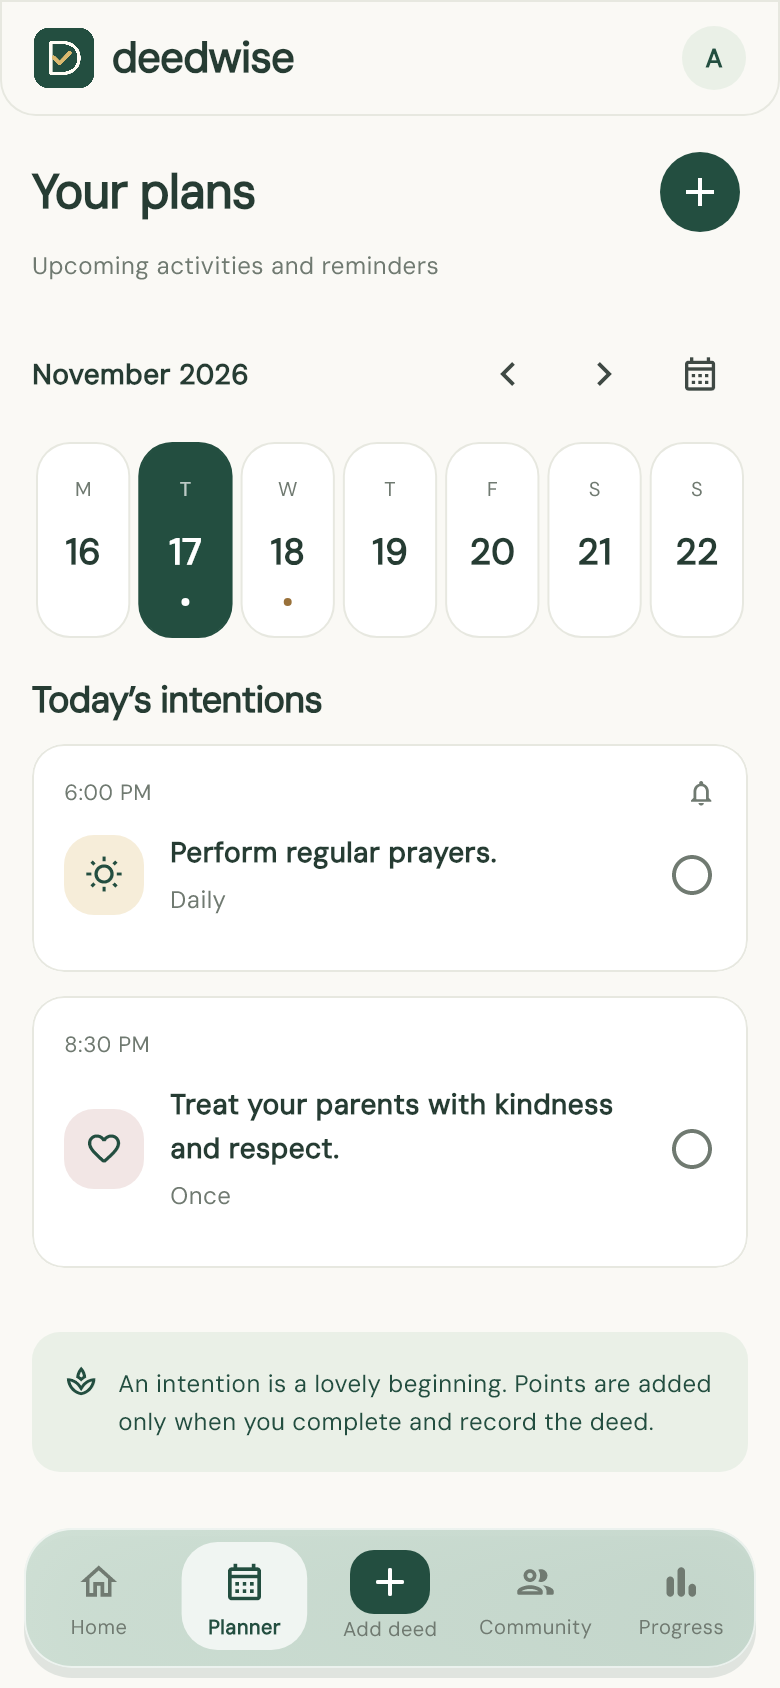 deedwise
A
Your plans
Upcoming activities and reminders
November 2026
M T W T F S S
16 17 18 19 20 21 22
Today’s intentions
6:00 PM
Perform regular prayers.
Daily
8:30 PM
Treat your parents with kindness
and respect.
Once
An intention is a lovely beginning. Points are added
only when you complete and record the deed.
Home Planner Add deed Community Progress